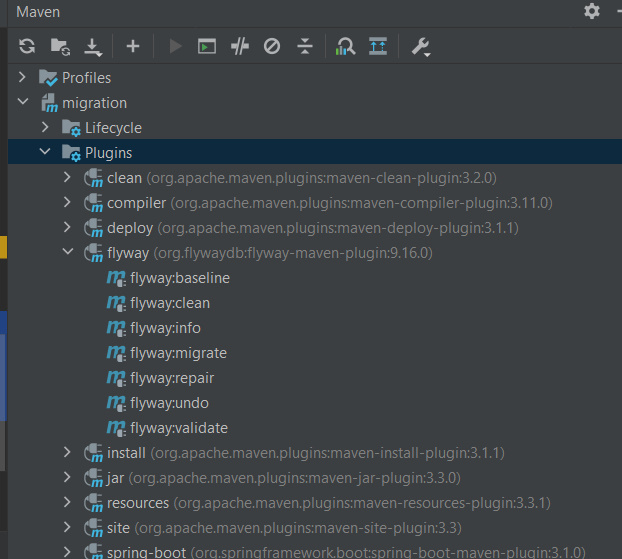 Maven
Profiles
migration
Lifecycle
Plugins
clean (org.apache.maven.plugins:maven-clean-plugin:3.2.0)
compiler (org.apache.maven.plugins:maven-compiler-plugin:3.11.0)
deploy (org.apache.maven.plugins:maven-deploy-plugin:3.1.1)
flyway (org.flywaydb:flyway-maven-plugin:9.16.0)
flyway:baseline
flyway:clean
flyway:info
flyway:migrate
flyway:repair
flyway:undo
flyway:validate
install (org.apache.maven.plugins:maven-install-plugin:3.1.1)
jar (org.apache.maven.plugins:maven-jar-plugin:3.3.0)
resources (org.apache.maven.plugins:maven-resources-plugin:3.3.1)
site (org.apache.maven.plugins:maven-site-plugin:3.3)
spring-boot (org.springframework.boot:spring-boot-maven-plugin:3.1.0)